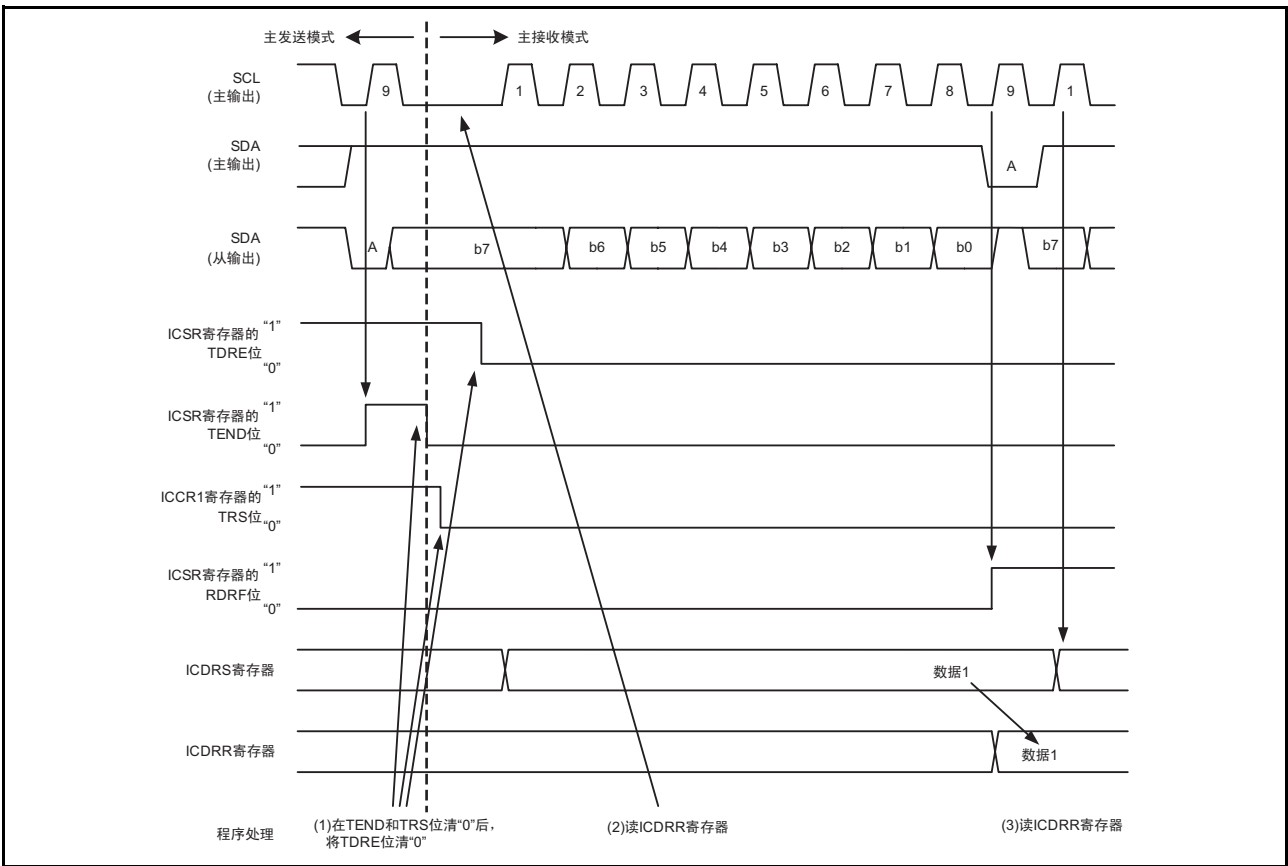 主发送模式
主接收模式
SCL
(主输出)
9
1
2
3
4
5
6
7
8
9
1
SDA
(主输出)
A
SDA
(从输出)
A
b7
b6
b5
b4
b3
b2
b1
b0
b7
ICSR寄存器的
TDRE位
“1”
“0”
ICSR寄存器的
TEND位
“1”
“0”
ICCR1寄存器的
TRS位
“1”
“0”
ICSR寄存器的
RDRF位
“1”
“0”
ICDRS寄存器
数据1
ICDRR寄存器
数据1
程序处理
(1)在TEND和TRS位清“0”后，
将TDRE位清“0”
(2)读ICDRR寄存器
(3)读ICDRR寄存器